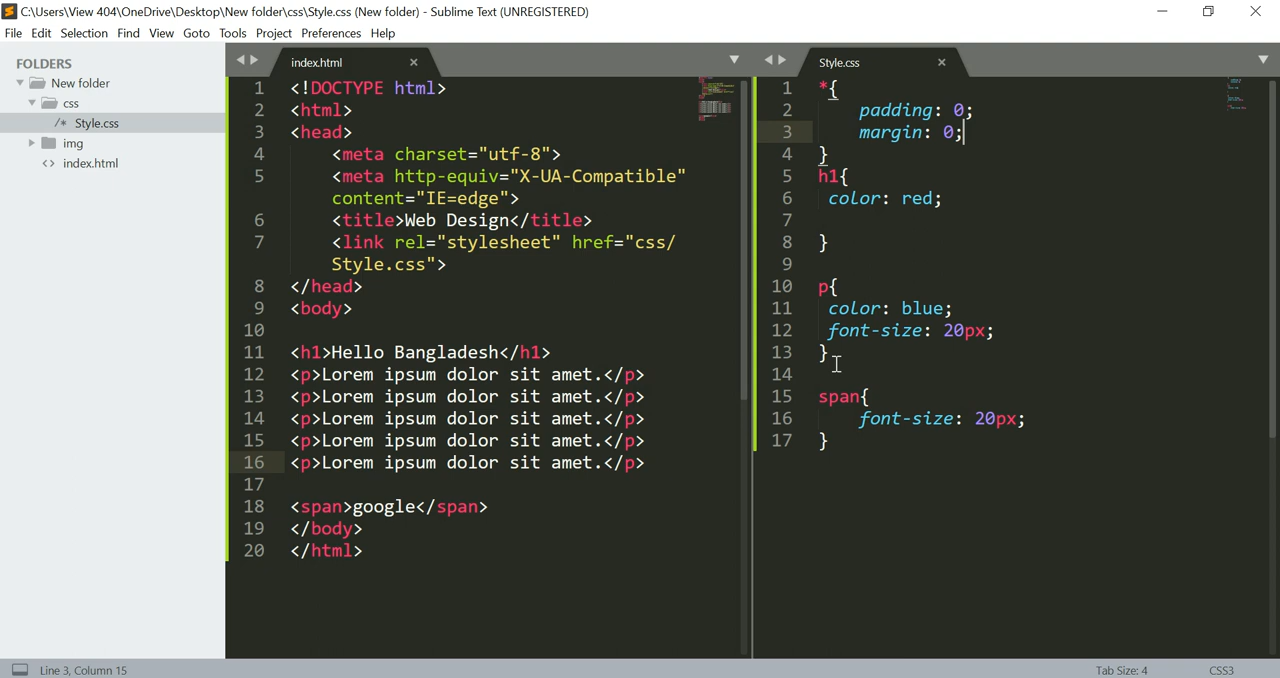 C:\Users\View 404\OneDrive\Desktop\New folder\css\Style.css (New folder) - Sublime Text (UNREGISTERED)
File Edit Selection Find View Goto Tools Project Preferences Help
FOLDERS
New folder
css
/* Style.css
img
<> index.html
index.html
1 <!DOCTYPE html>
2 <html>
3 <head>
4 <meta charset="utf-8">
5 <meta http-equiv="X-UA-Compatible"
content="IE=edge">
6 <title>Web Design</title>
7 <link rel="stylesheet" href="css/
Style.css">
8 </head>
9 <body>
10
11 <h1>Hello Bangladesh</h1>
12 <p>Lorem ipsum dolor sit amet.</p>
13 <p>Lorem ipsum dolor sit amet.</p>
14 <p>Lorem ipsum dolor sit amet.</p>
15 <p>Lorem ipsum dolor sit amet.</p>
16 <p>Lorem ipsum dolor sit amet.</p>
17
18 <span>google</span>
19 </body>
20 </html>
Style.css
1 *{
2 padding: 0;
3 margin: 0;
4 }
5 h1{
6 color: red;
7
8 }
9
10 p{
11 color: blue;
12 font-size: 20px;
13 }
14
15 span{
16 font-size: 20px;
17 }
Line 3, Column 15
Tab Size: 4
CSS3